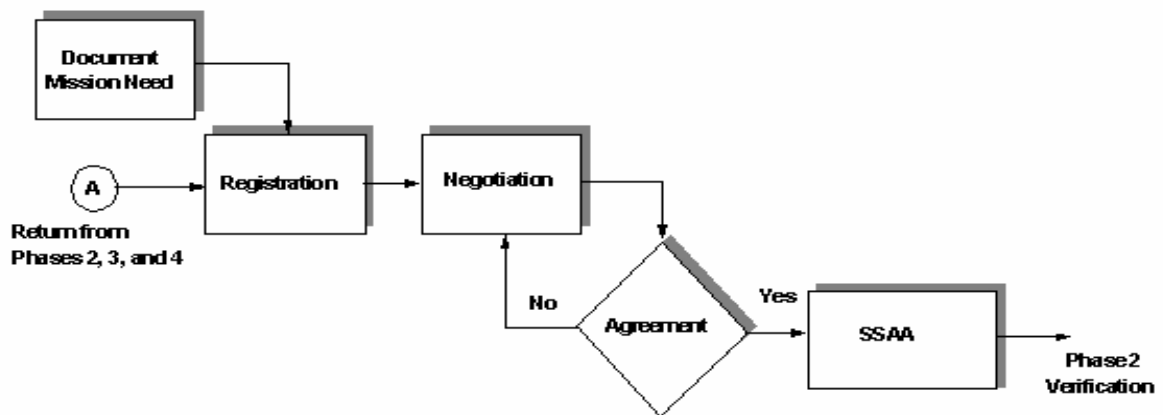 Document
Mission Need
A
Return from
Phases 2, 3, and 4
Registration
Negotiation
No
Agreement
Yes
SSAA
Phase 2
Verification